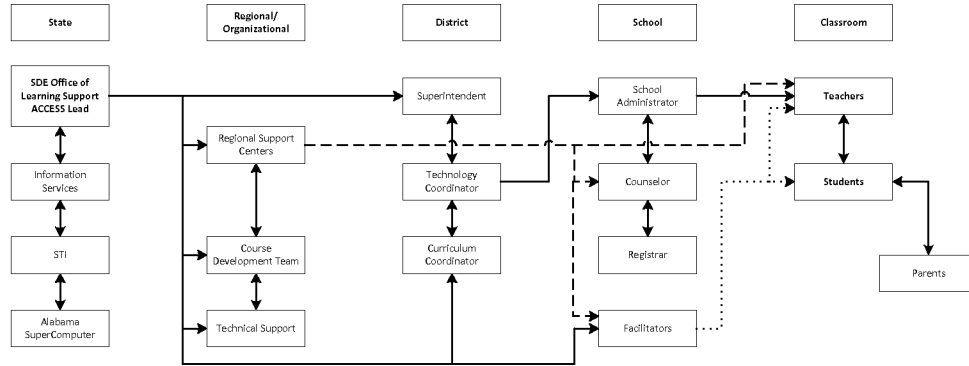 State
Regional/
Organizational
District
School
Classroom
SDE Office of
Learning Support
ACCESS Lead
Superintendent
School
Administrator
Teachers
Regional Support
Centers
Information
Services
Technology
Coordinator
Counselor
Students
STI
Course
Development Team
Curriculum
Coordinator
Registrar
Parents
Alabama
SuperComputer
Technical Support
Facilitators